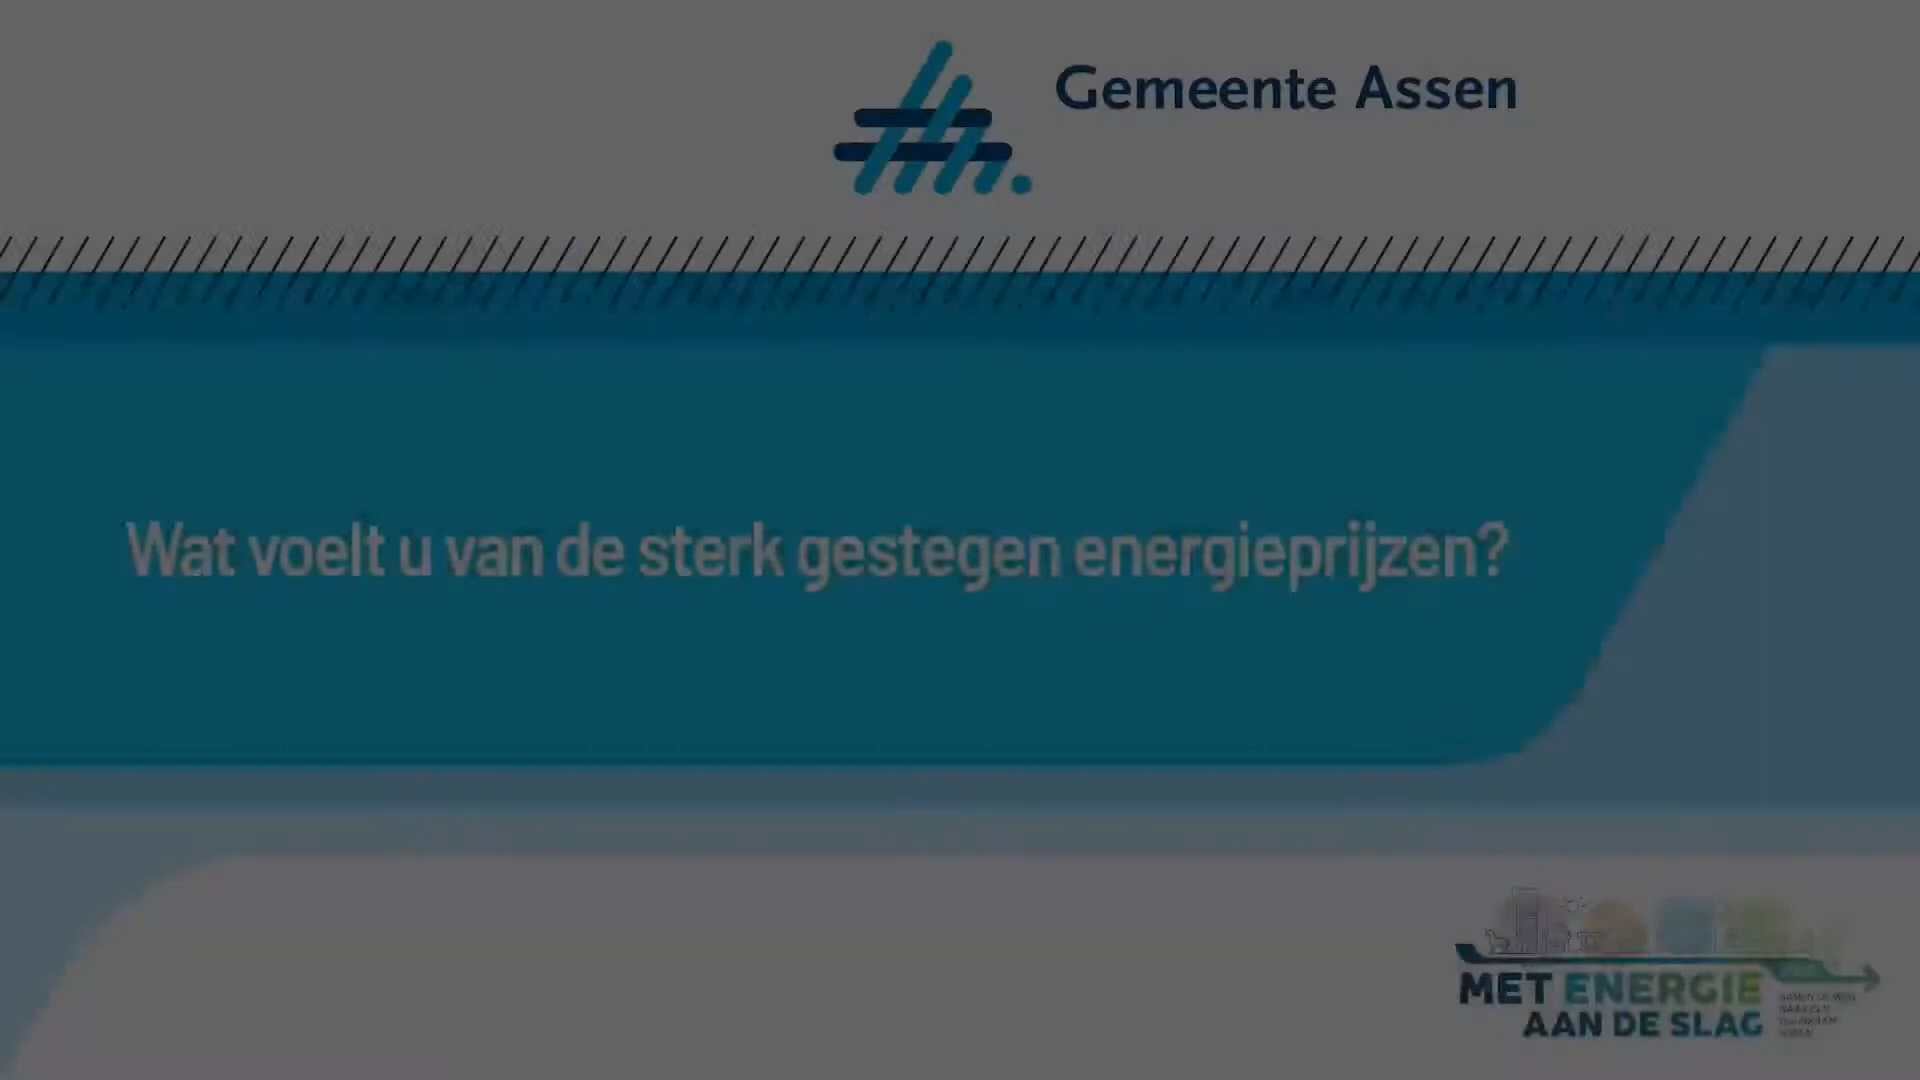 Gemeente Assen
Wat voelt u van de sterk gestegen energieprijzen?
MET ENERGIE
AAN DE SLAG